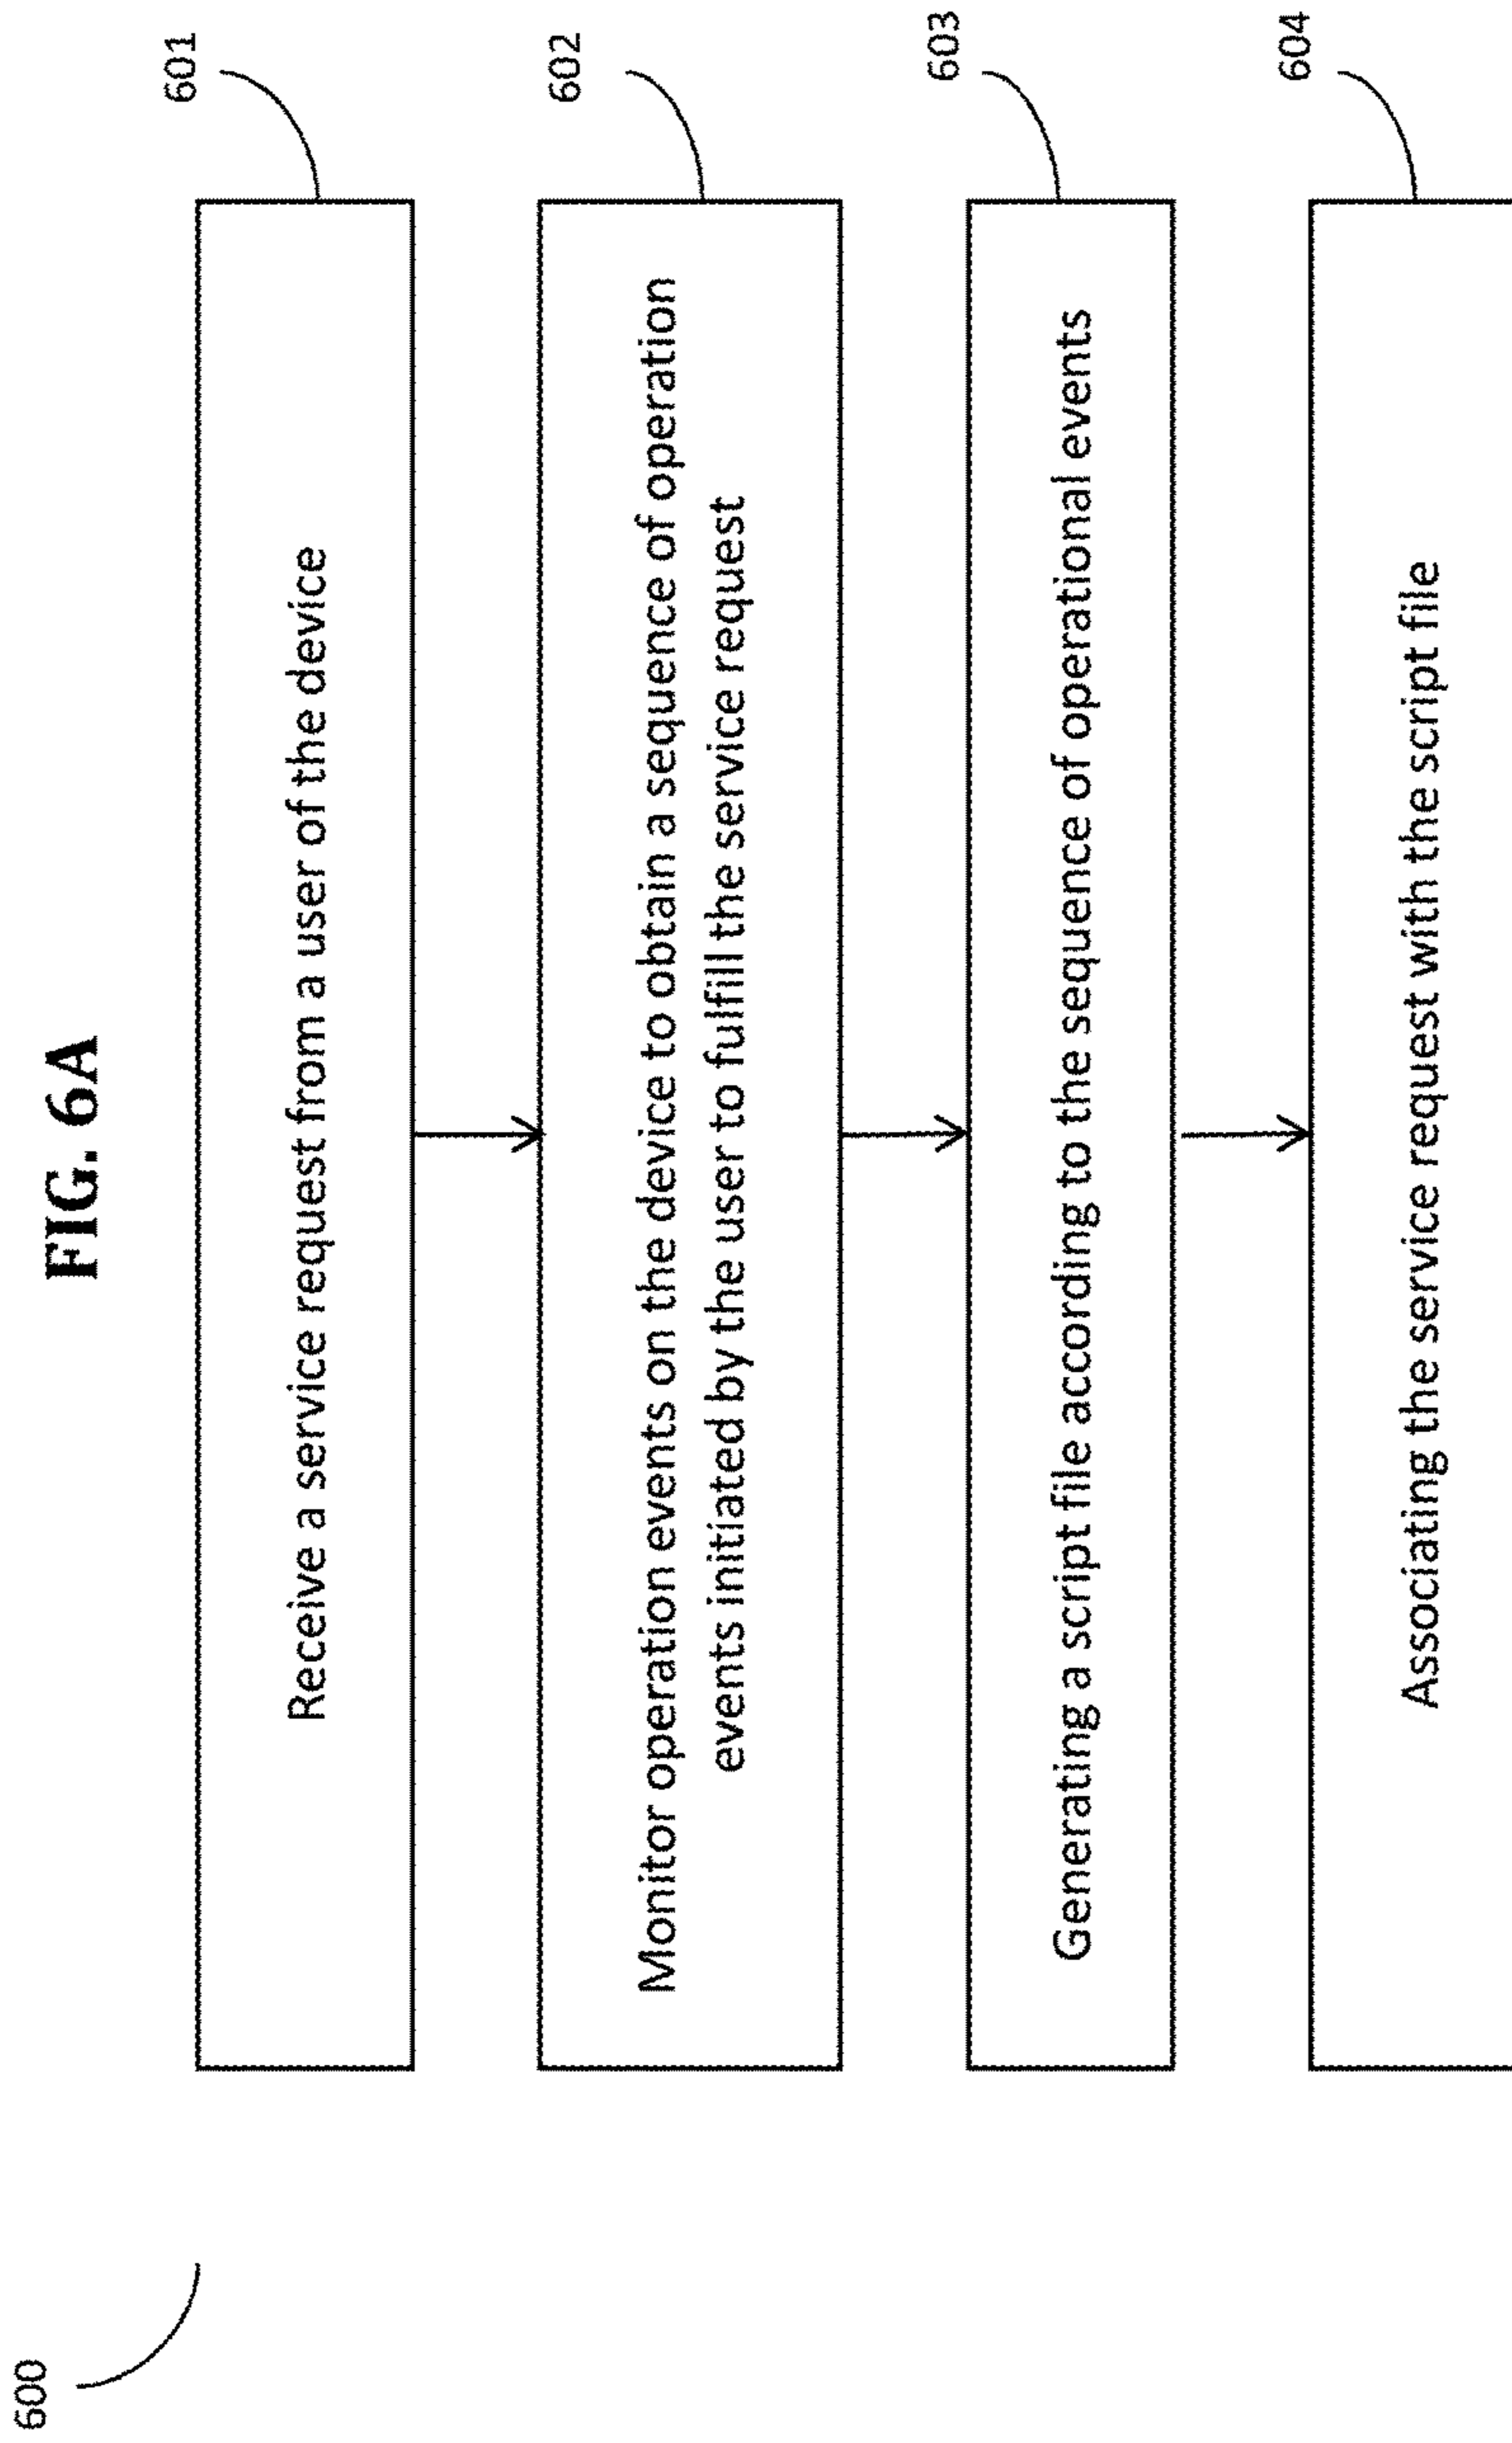 FIG. 6A
600
601
Receive a service request from a user of the device
602
Monitor operation events on the device to obtain a sequence of operation
events initiated by the user to fulfill the service request
603
Generating a script file according to the sequence of operational events
604
Associating the service request with the script file